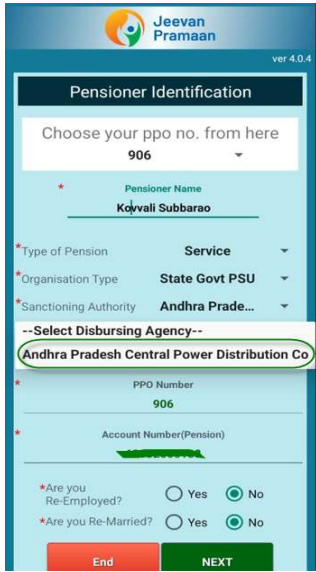 Jeevan
Pramaan
ver 4.0.4
Pensioner Identification
Choose your ppo no. from here
906
* Pensioner Name
Kovvali Subbarao
*Type of Pension Service
*Organisation Type State Govt PSU
*Sanctioning Authority Andhra Prade...
--Select Disbursing Agency--
Andhra Pradesh Central Power Distribution Co
* PPO Number
906
* Account Number(Pension)
*Are you
Re-Employed? Yes No
*Are you Re-Married? Yes No
End NEXT